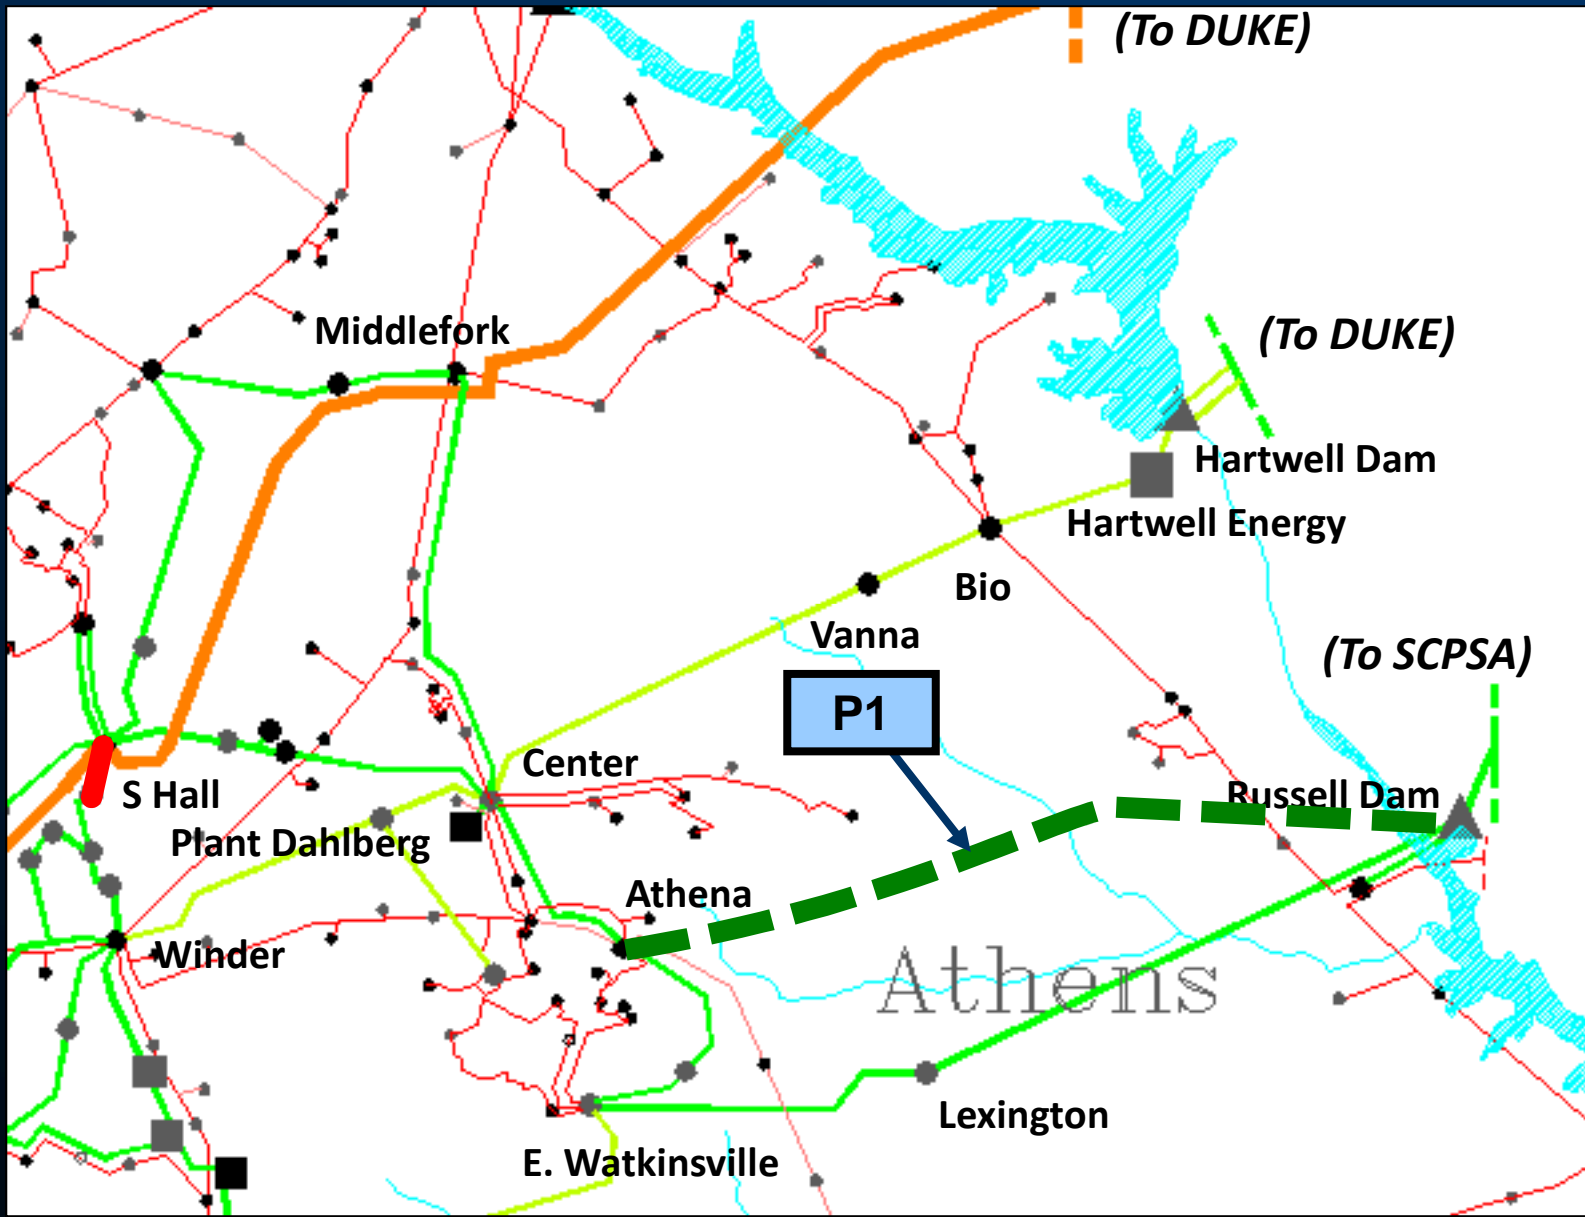 (To DUKE)
Middlefork
(To DUKE)
Hartwell Dam
Hartwell Energy
Bio
Vanna
(To SCPSA)
P1
Center
S Hall
Russell Dam
Plant Dahlberg
Athena
Winder
Athens
Lexington
E. Watkinsville